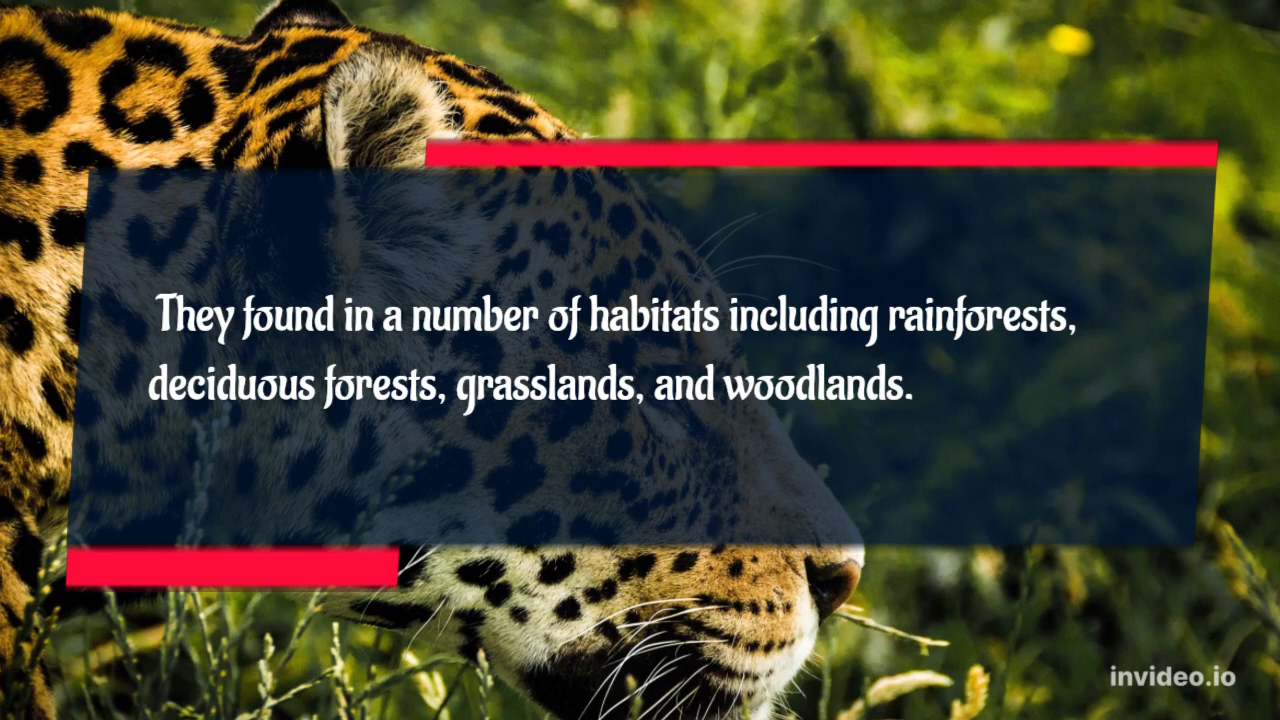 They found in a number of habitats including rainforests,
deciduous forests, grasslands, and woodlands.
invideo.io